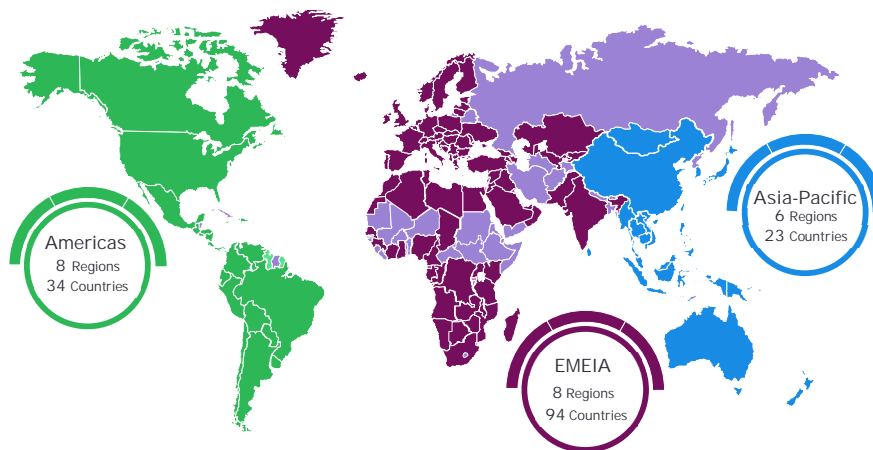 Americas
8 Regions
34 Countries
EMEIA
8 Regions
94 Countries
Asia-Pacific
6 Regions
23 Countries